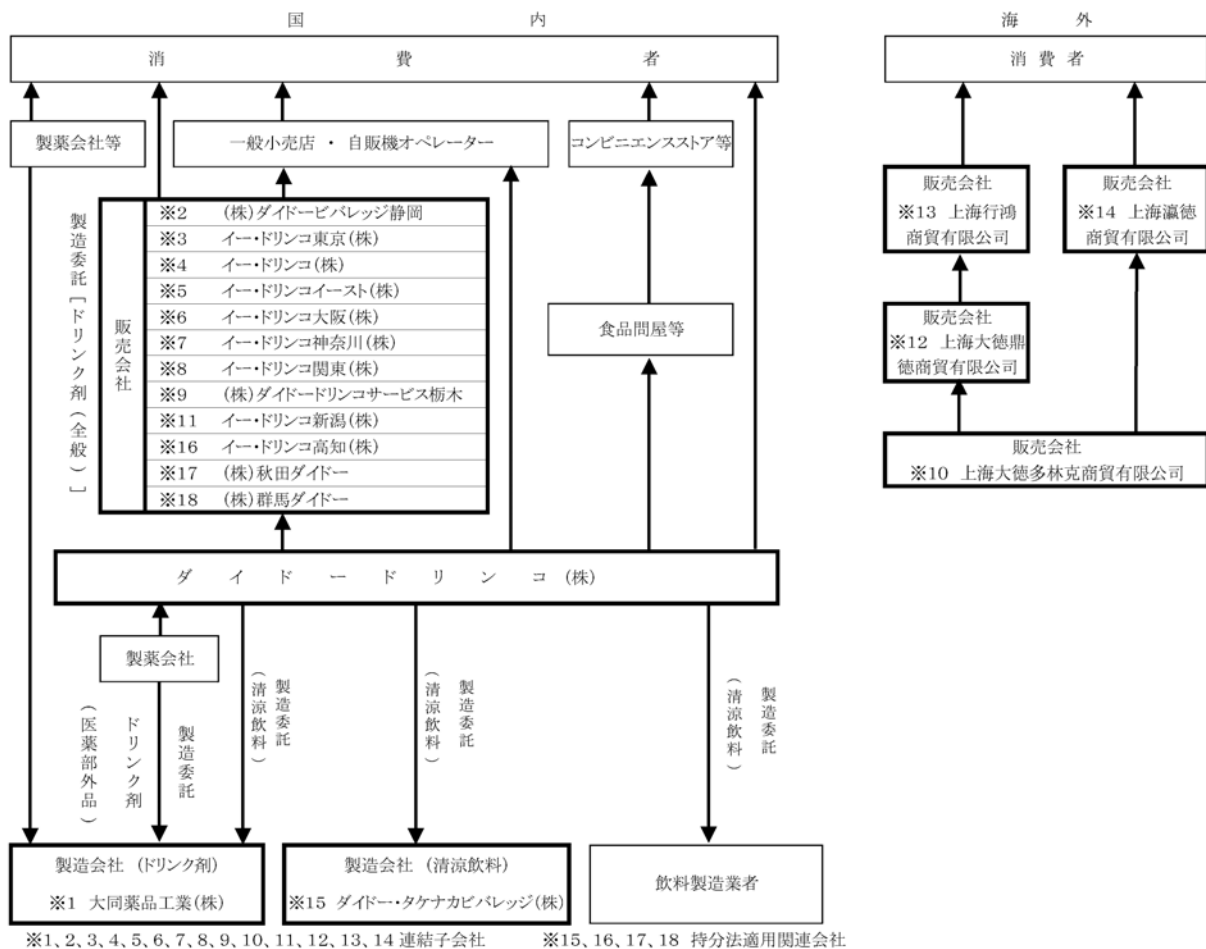 国内
消費者
製薬会社等
一般小売店 ・ 自販機オペレーター
コンビニエンスストア等
製造委託[ドリンク剤(全般)]
販売会社
※2 (株)ダイドービバレッジ静岡
※3 イー・ドリンコ東京(株)
※4 イー・ドリンコ(株)
※5 イー・ドリンコイースト(株)
※6 イー・ドリンコ大阪(株)
※7 イー・ドリンコ神奈川(株)
※8 イー・ドリンコ関東(株)
※9 (株)ダイドードリンコサービス栃木
※11 イー・ドリンコ新潟(株)
※16 イー・ドリンコ高知(株)
※17 (株)秋田ダイドー
※18 (株)群馬ダイドー
食品問屋等
ダイドードリンコ(株)
製薬会社
製造委託
ドリンク剤
(医薬部外品)
製造委託
(清涼飲料)
製造委託
(清涼飲料)
製造委託
(清涼飲料)
製造会社 (ドリンク剤)
※1 大同薬品工業(株)
製造会社 (清涼飲料)
※15 ダイドー・タケナカビバレッジ(株)
飲料製造業者
※1、2、3、4、5、6、7、8、9、10、11、12、13、14 連結子会社
※15、16、17、18 持分法適用関連会社
海外
消費者
販売会社
※13 上海行鴻
商貿有限公司
販売会社
※14 上海瀛徳
商貿有限公司
販売会社
※12 上海大徳鼎
徳商貿有限公司
販売会社
※10 上海大徳多林克商貿有限公司